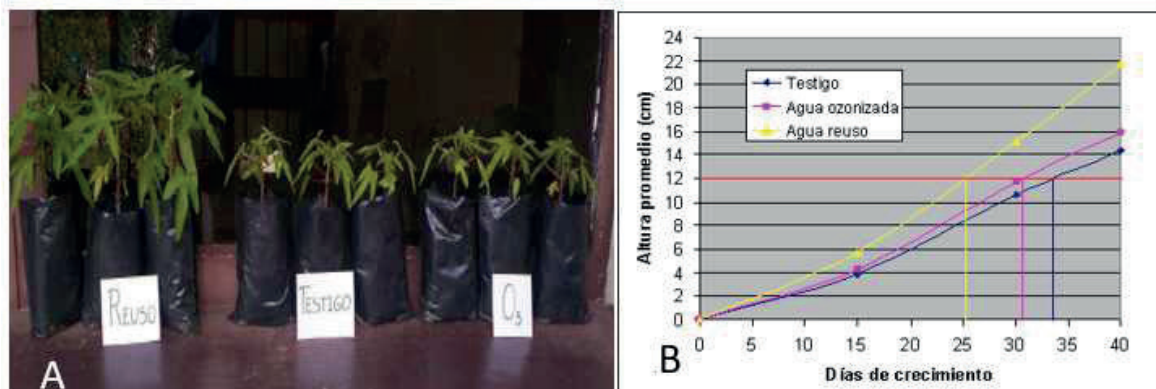 REUSO
TESTIGO
O₃
A
24
22
20
18
16
14
12
10
8
6
4
2
0
Altura promedio (cm)
Testigo
Agua ozonizada
Agua reuso
0 5 10 15 20 25 30 35 40
Días de crecimiento
B